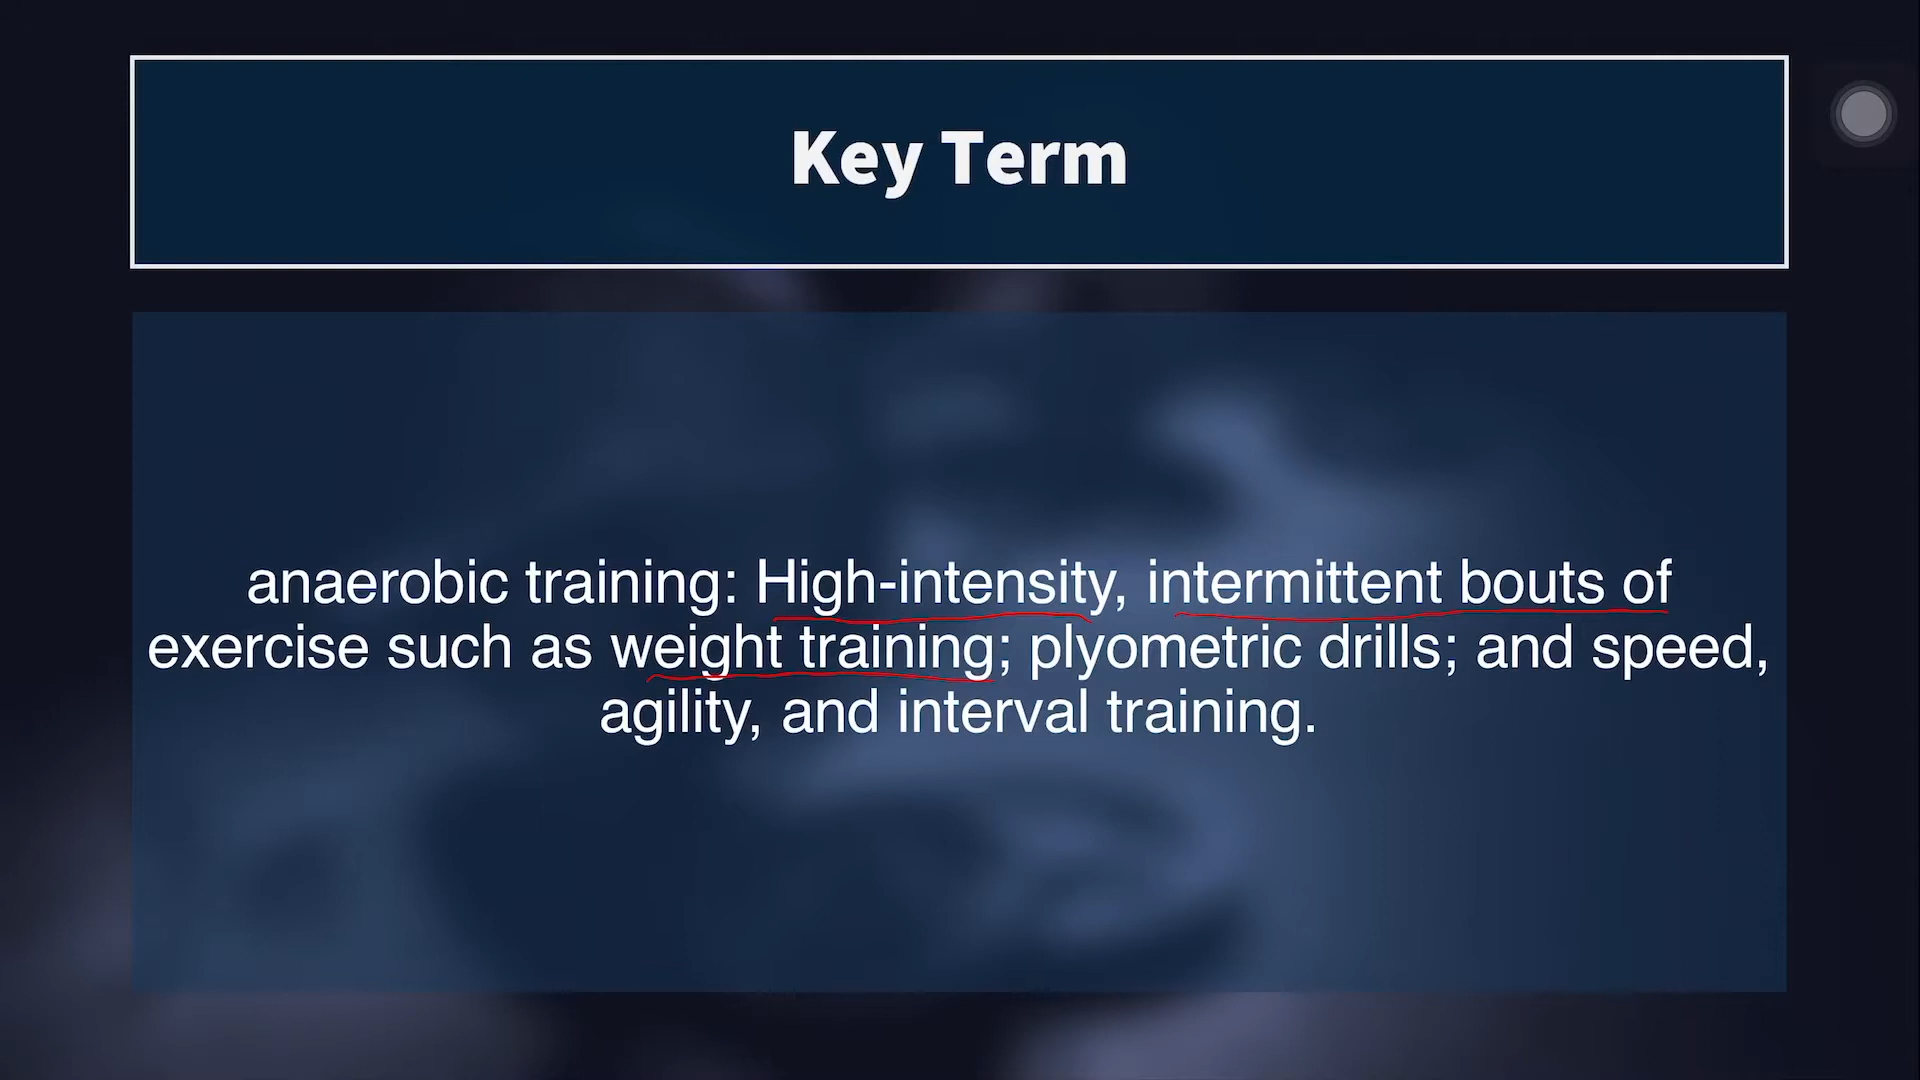 Key Term
anaerobic training: High-intensity, intermittent bouts of
exercise such as weight training; plyometric drills; and speed,
agility, and interval training.